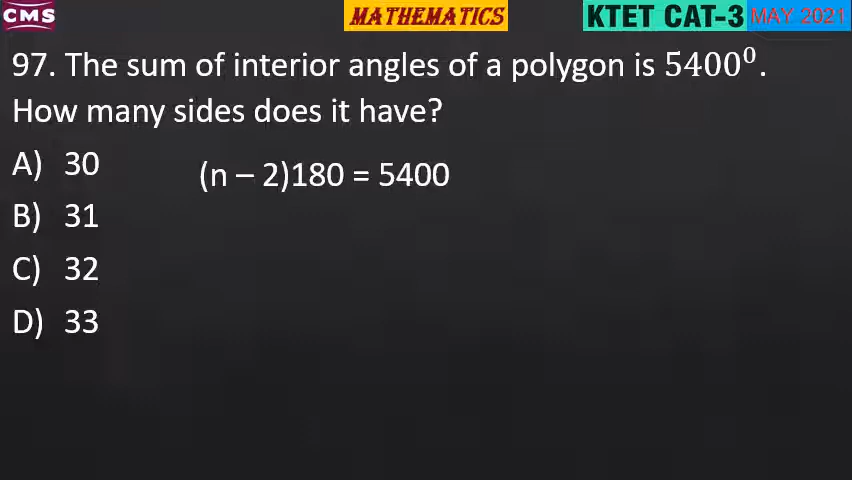 CMS
MATHEMATICS
KTET CAT-3 MAY 2021
97. The sum of interior angles of a polygon is 5400⁰.
How many sides does it have?
A) 30
(n – 2)180 = 5400
B) 31
C) 32
D) 33